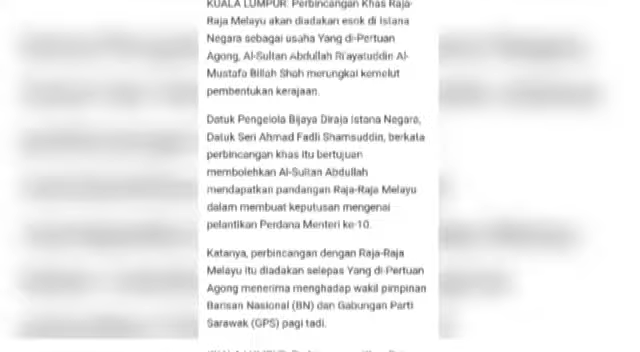 KUALA LUMPUR: Perbincangan Khas Raja-
Raja Melayu akan diadakan esok di Istana
Negara sebagai usaha Yang di-Pertuan
Agong, Al-Sultan Abdullah Ri'ayatuddin Al-
Mustafa Billah Shah merungkai kemelut
pembentukan kerajaan.
Datuk Pengelola Bijaya Diraja Istana Negara,
Datuk Seri Ahmad Fadli Shamsuddin, berkata
perbincangan khas itu bertujuan
membolehkan Al-Sultan Abdullah
mendapatkan pandangan Raja-Raja Melayu
dalam membuat keputusan mengenai
pelantikan Perdana Menteri ke-10.
Katanya, perbincangan dengan Raja-Raja
Melayu itu diadakan selepas Yang di-Pertuan
Agong menerima menghadap wakil pimpinan
Barisan Nasional (BN) dan Gabungan Parti
Sarawak (GPS) pagi tadi.